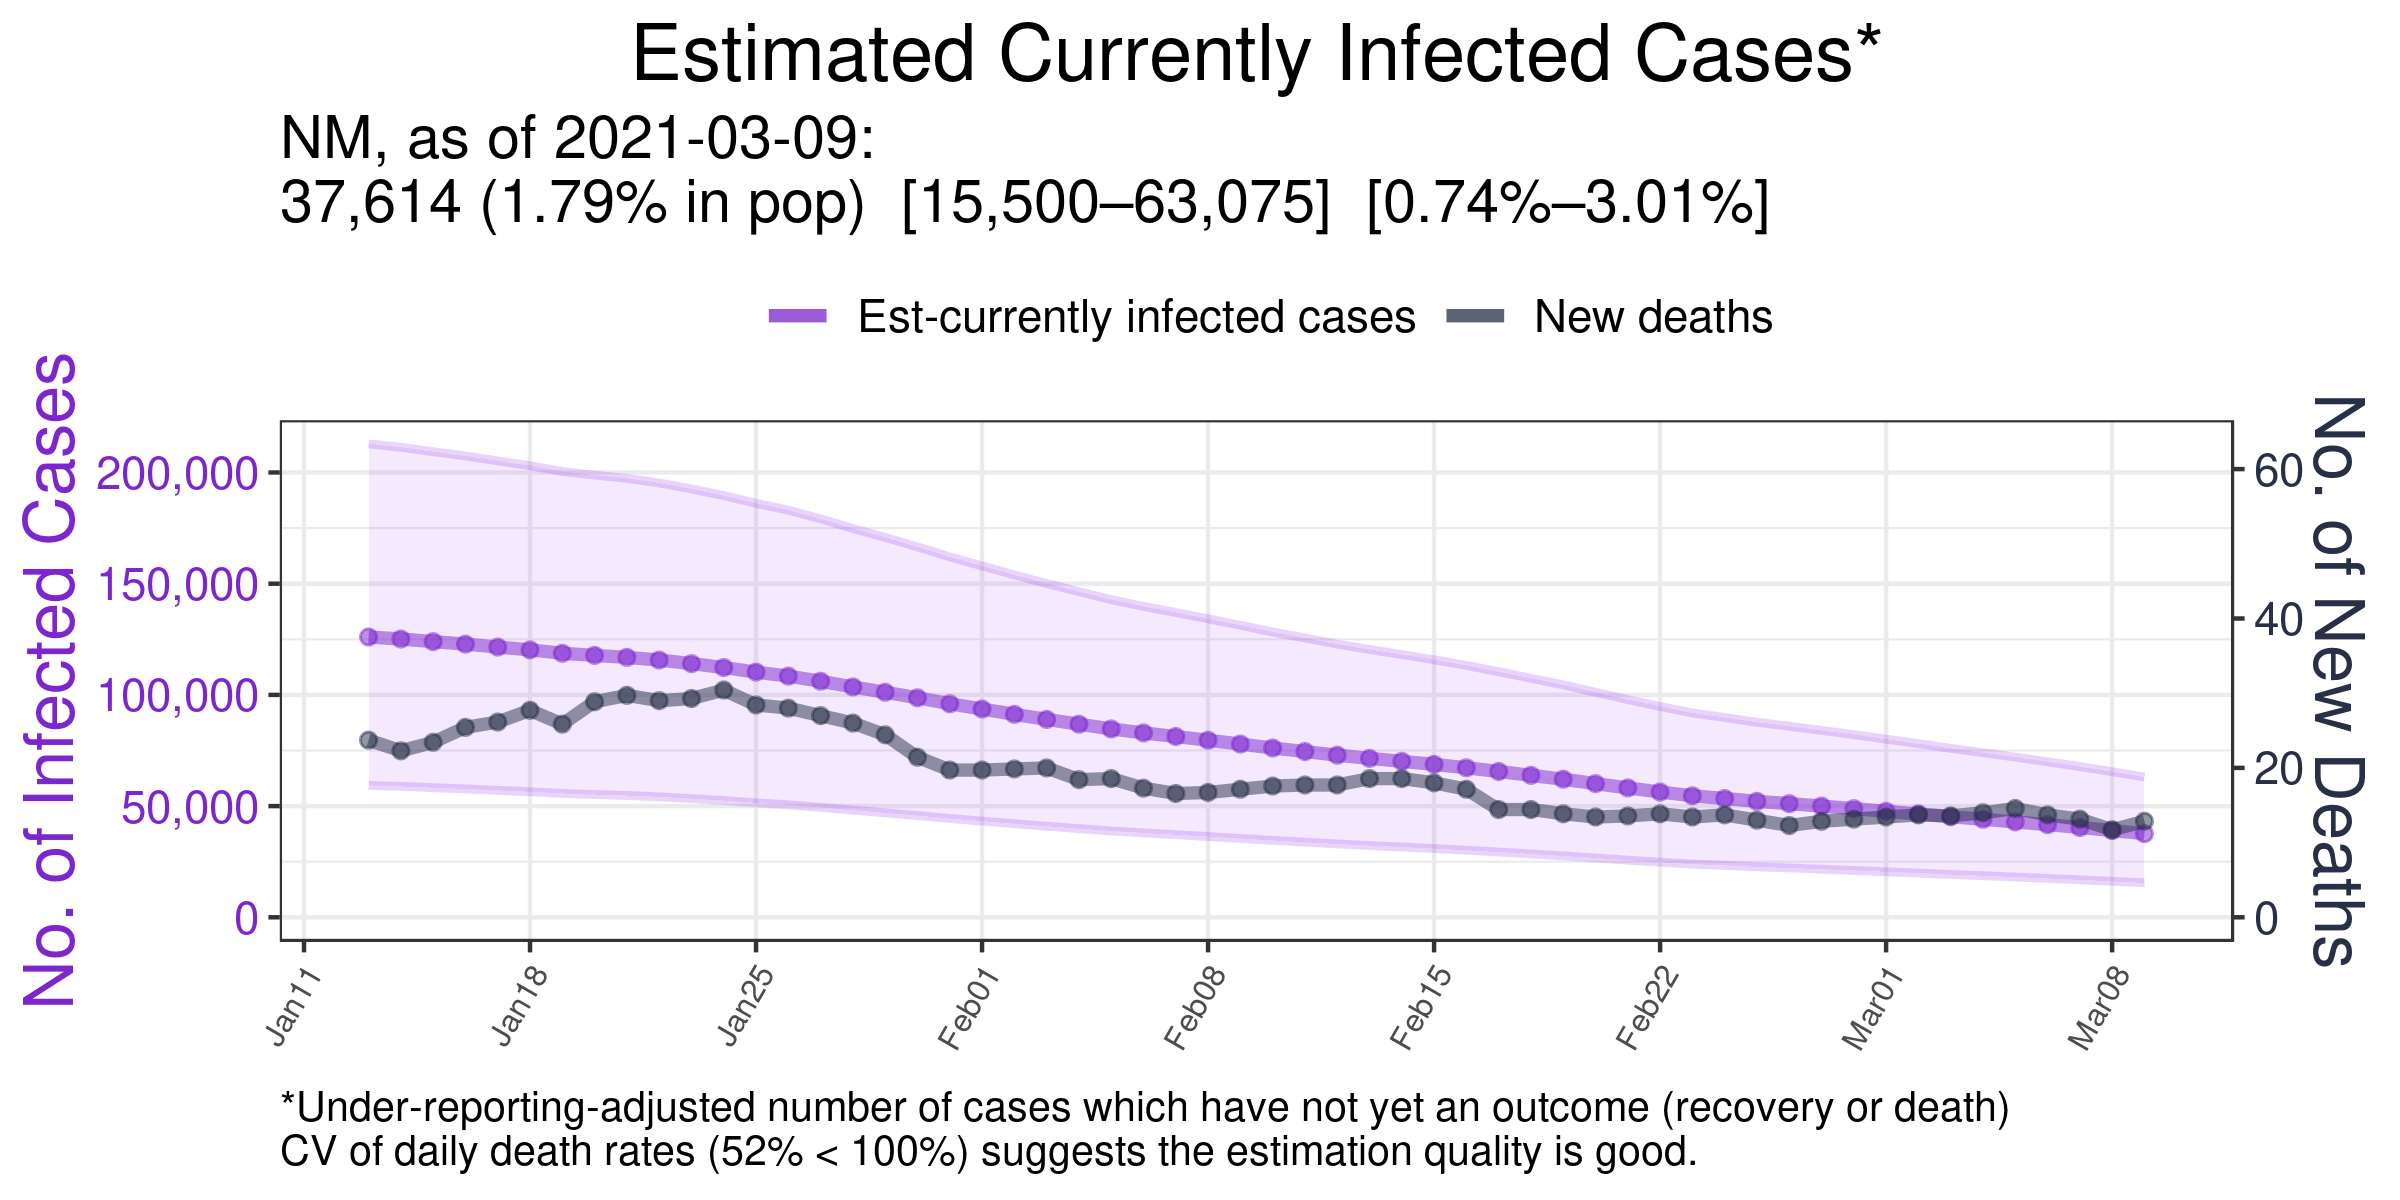 Estimated Currently Infected Cases*
NM, as of 2021-03-09:
37,614 (1.79% in pop)  [15,500–63,075]  [0.74%–3.01%]
Est-currently infected cases
New deaths
No. of Infected Cases
200,000
150,000
100,000
50,000
0
60
40
20
0
No. of New Deaths
Jan11
Jan18
Jan25
Feb01
Feb08
Feb15
Feb22
Mar01
Mar08
*Under-reporting-adjusted number of cases which have not yet an outcome (recovery or death)
CV of daily death rates (52% < 100%) suggests the estimation quality is good.